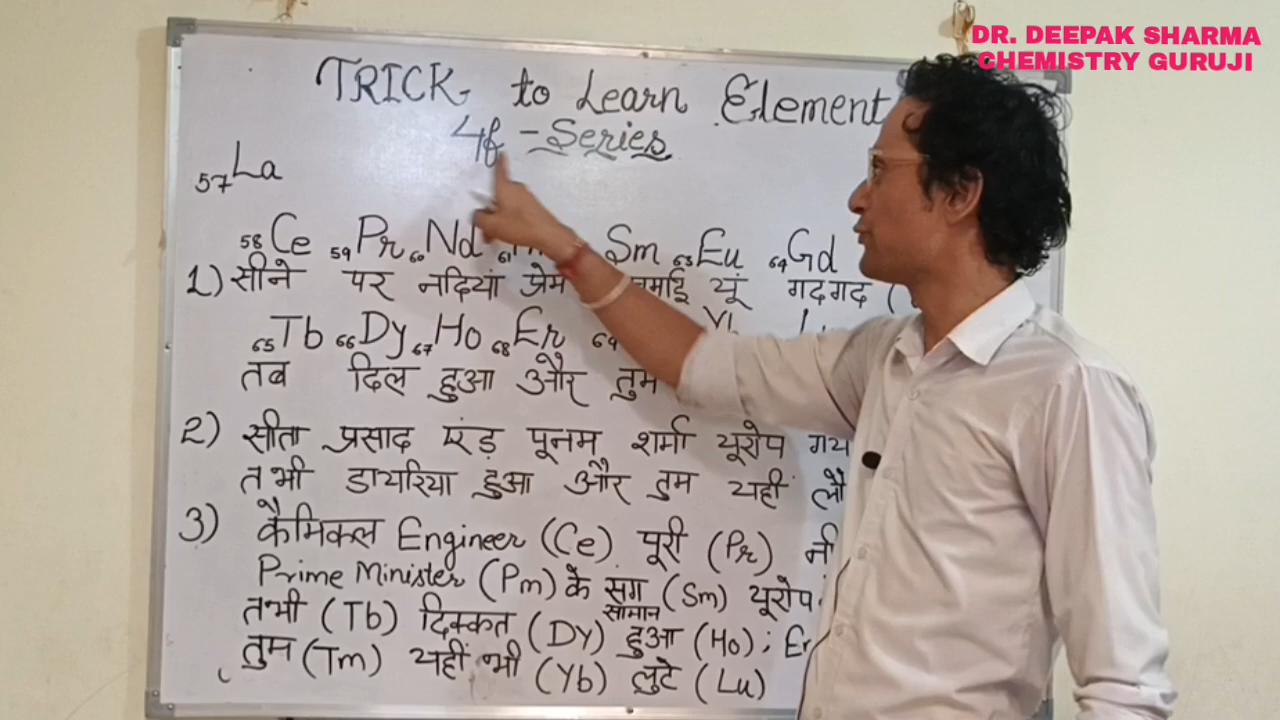 DR. DEEPAK SHARMA
CHEMISTRY GURUJI
TRICK to Learn Element
4f - Series
57La
58Ce 59Pr 60Nd 61 Sm 63Eu 64Gd
1) सीने पर नदियां प्रेम यूं गदगद (
65Tb 66Dy 67Ho 68Er 69
तब दिल हुआ और तुम
2) सीता प्रसाद एंड़ पूनम शर्मा यूरोप
तभी डायरिया हुआ और तुम यहीं
3) कैमिकल Engineer (Ce) पूरी (Pr)
Prime Minister (Pm) के संग (Sm) यूरोप
सामान
तभी (Tb) दिक्कत (Dy) हुआ (Ho); Er
तुम (Tm) यहीं भी (Yb) लुटे (Lu)